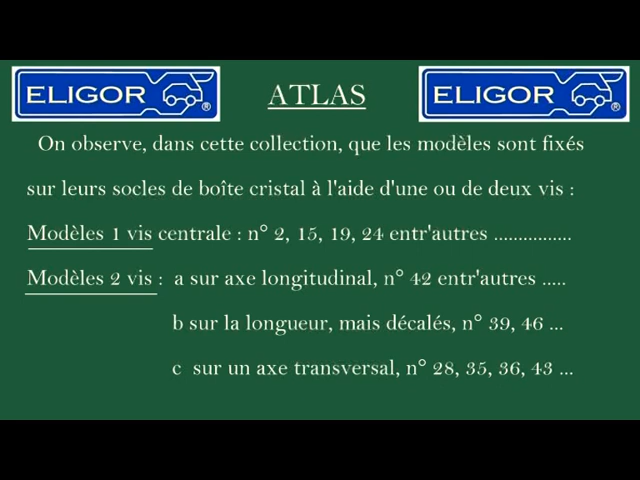 ELIGOR ® ATLAS ELIGOR ®
On observe, dans cette collection, que les modèles sont fixés
sur leurs socles de boîte cristal à l'aide d'une ou de deux vis :
Modèles 1 vis centrale : n° 2, 15, 19, 24 entr'autres ................
Modèles 2 vis : a sur axe longitudinal, n° 42 entr'autres .....
b sur la longueur, mais décalés, n° 39, 46 ...
c sur un axe transversal, n° 28, 35, 36, 43 ...